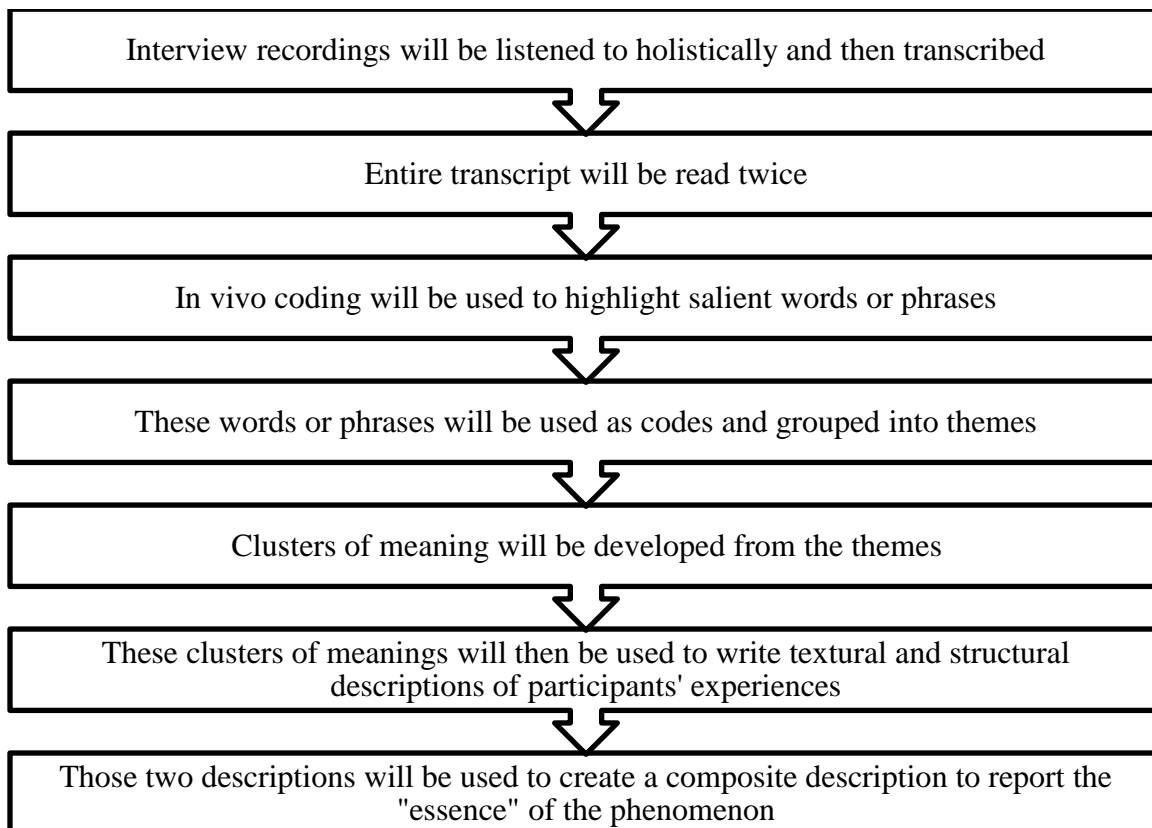 Interview recordings will be listened to holistically and then transcribed
Entire transcript will be read twice
In vivo coding will be used to highlight salient words or phrases
These words or phrases will be used as codes and grouped into themes
Clusters of meaning will be developed from the themes
These clusters of meanings will then be used to write textural and structural
descriptions of participants' experiences
Those two descriptions will be used to create a composite description to report the
"essence" of the phenomenon